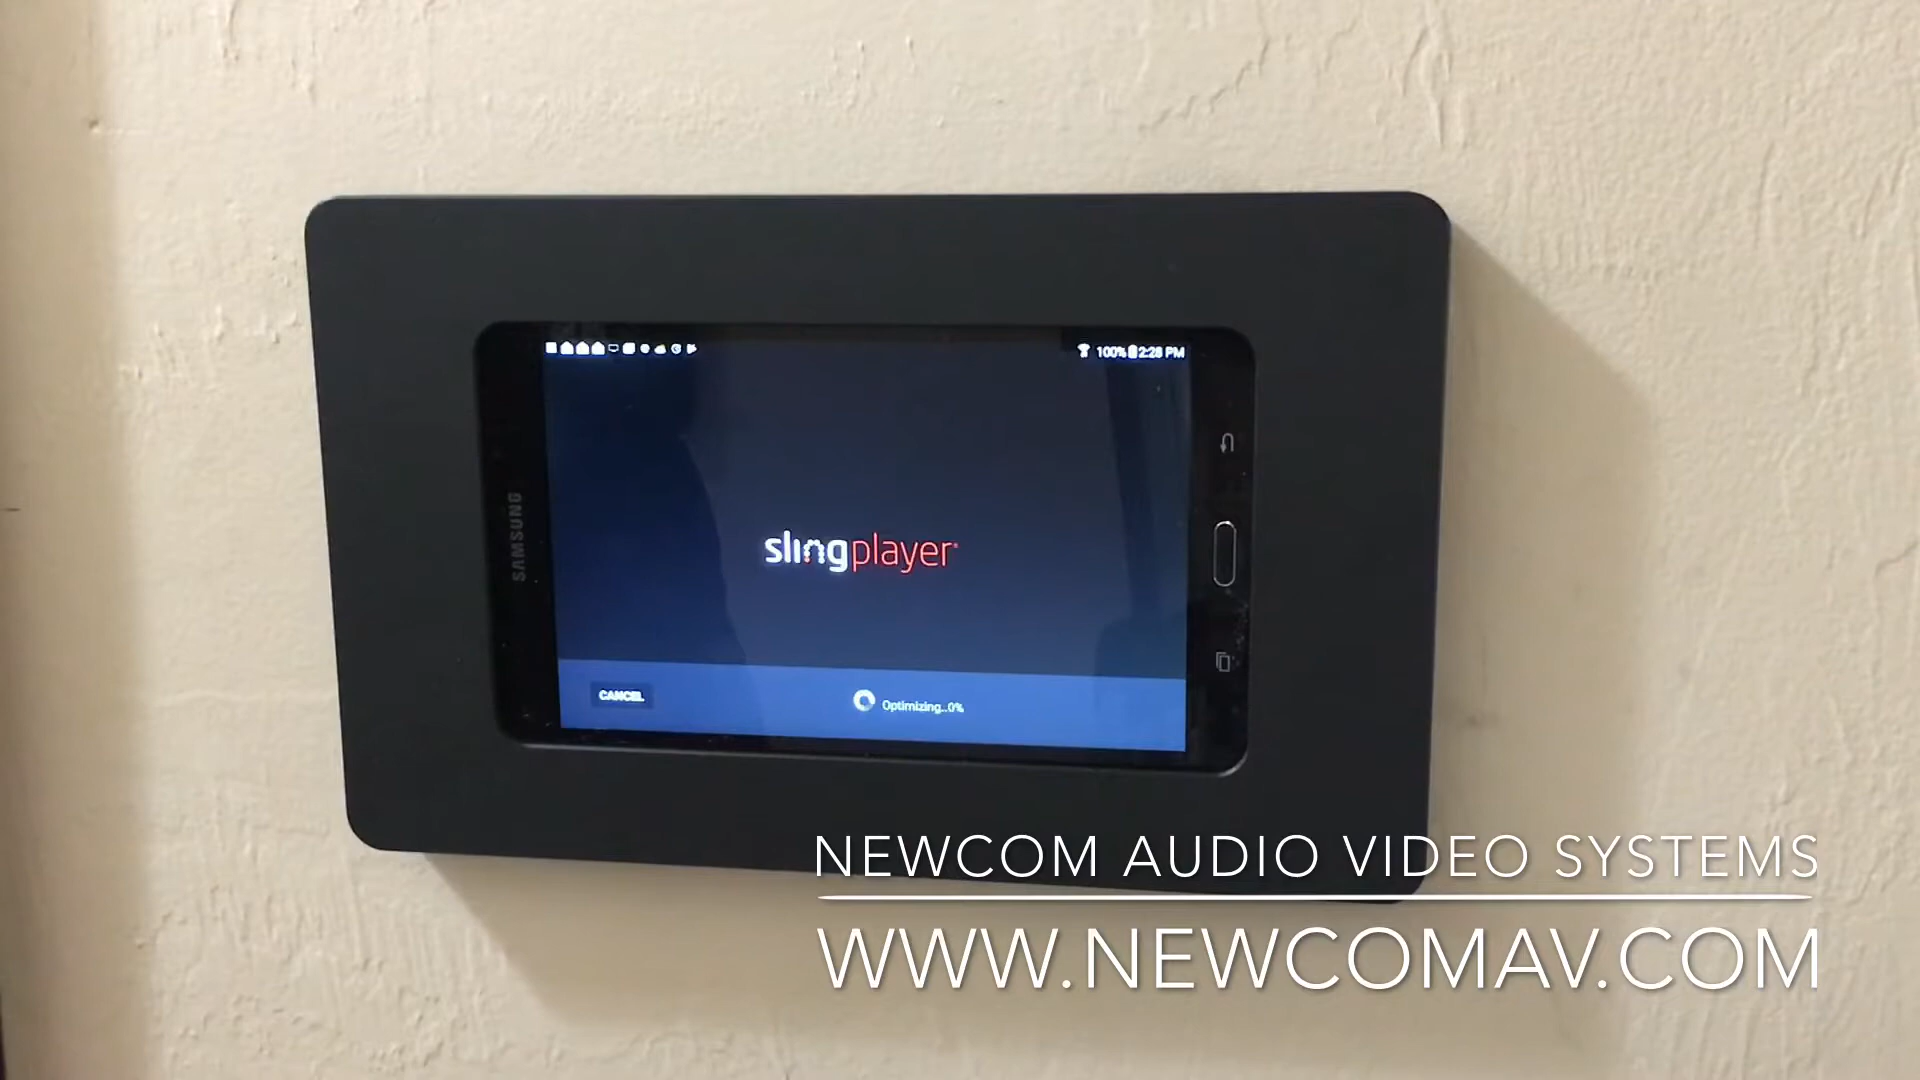 100% 2:28 PM
SAMSUNG
slingplayer
CANCEL
Optimizing..0%
NEWCOM AUDIO VIDEO SYSTEMS
WWW.NEWCOMAV.COM